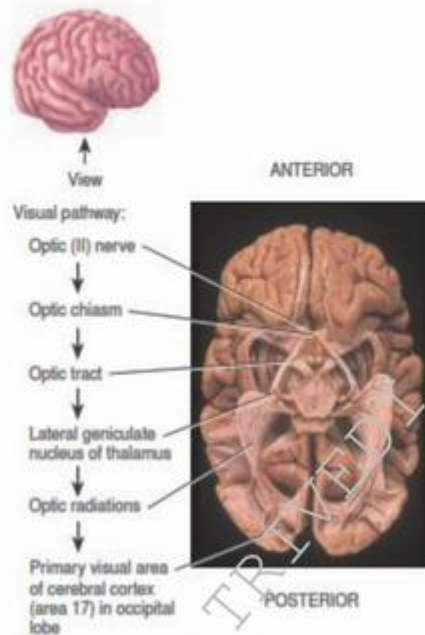 View
ANTERIOR
Visual pathway:
Optic (II) nerve
Optic chiasm
Optic tract
Lateral geniculate
nucleus of thalamus
Optic radiations
Primary visual area
of cerebral cortex
(area 17) in occipital
lobe
POSTERIOR
TRIVEDI